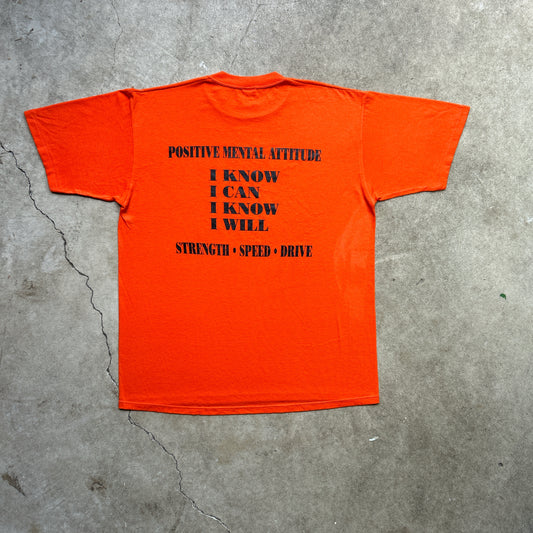 POSITIVE MENTAL ATTITUDE
I KNOW
I CAN
I KNOW
I WILL
STRENGTH • SPEED • DRIVE